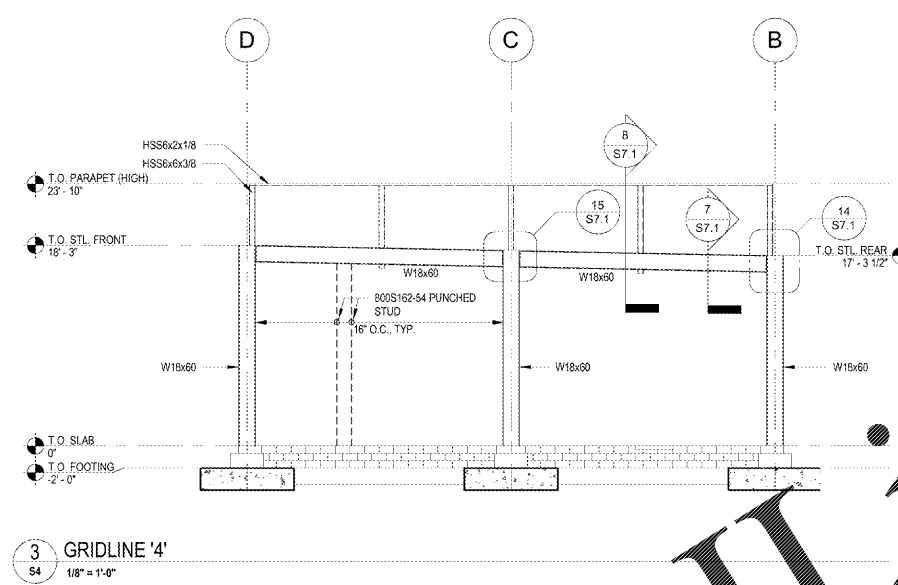 D
C
B
HSS6x2x1/8
HSS6x6x3/8
T.O. PARAPET (HIGH)
23' - 10"
8
S7.1
15
S7.1
7
S7.1
14
S7.1
T.O. STL. FRONT
18' - 3"
T.O. STL. REAR
17' - 3 1/2"
W18x60
W18x60
800S162-54 PUNCHED
STUD
16" O.C., TYP.
W18x60
W18x60
W18x60
T.O. SLAB
0"
T.O. FOOTING
-2' - 0"
3
S4
GRIDLINE '4'
1/8" = 1'-0"